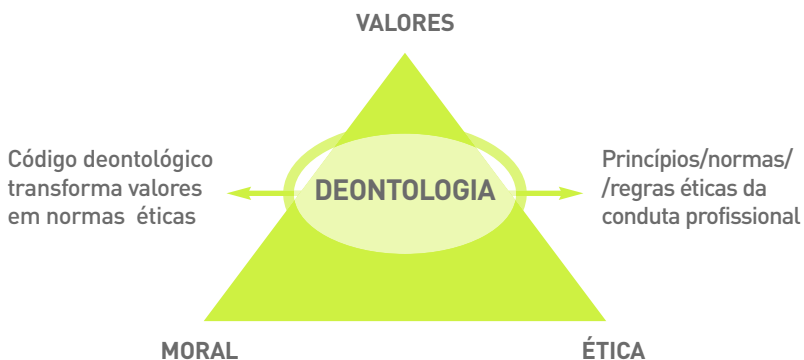 VALORES
Código deontológico
transforma valores
em normas éticas
DEONTOLOGIA
Princípios/normas/
/regras éticas da
conduta profissional
MORAL
ÉTICA